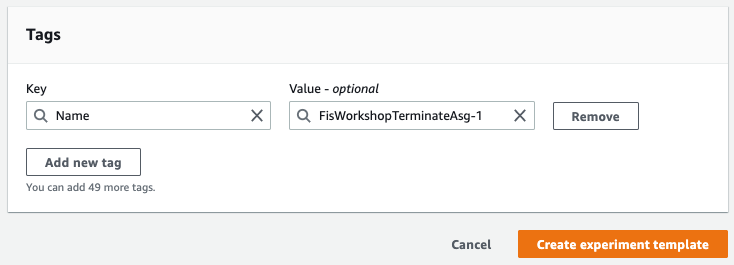 Tags
Key
Value - optional
Name
FisWorkshopTerminateAsg-1
Remove
Add new tag
You can add 49 more tags.
Cancel
Create experiment template